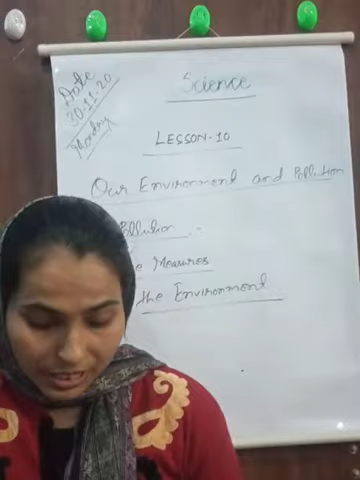 Date
30.11.20
Monday
Science
LESSON-10
Our Environment and Pollution
Pollution :-
Measures
the Environment